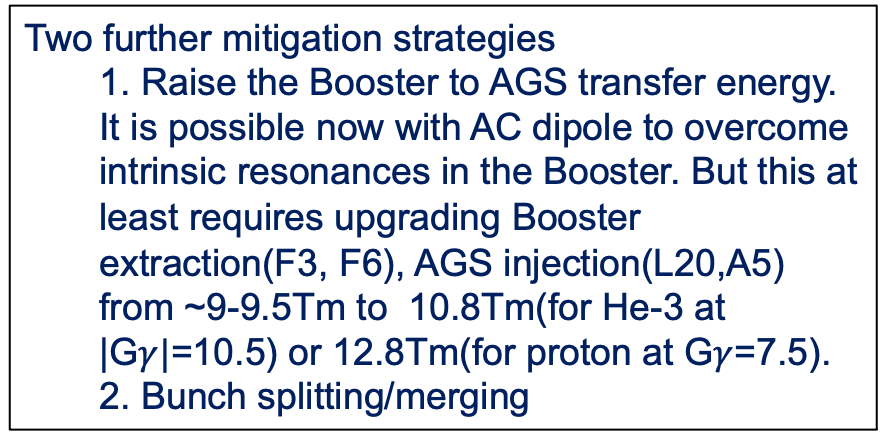 Two further mitigation strategies
1. Raise the Booster to AGS transfer energy.
It is possible now with AC dipole to overcome
intrinsic resonances in the Booster. But this at
least requires upgrading Booster
extraction(F3, F6), AGS injection(L20,A5)
from ~9-9.5Tm to  10.8Tm(for He-3 at
|G𝛾|=10.5) or 12.8Tm(for proton at G𝛾=7.5).
2. Bunch splitting/merging